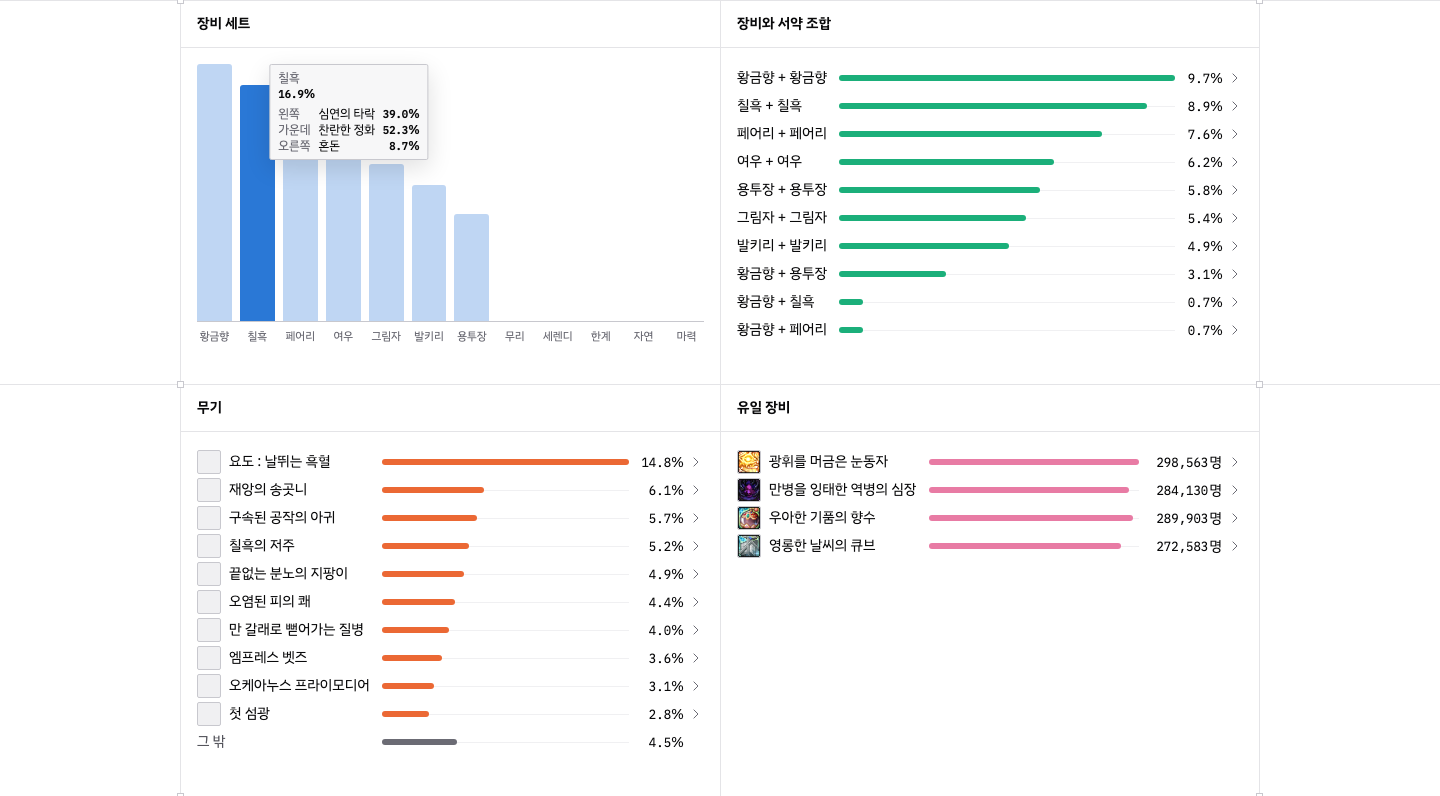 장비 세트
칠흑
16.9%
왼쪽 심연의 타락 39.0%
가운데 찬란한 정화 52.3%
오른쪽 혼돈 8.7%
황금향 칠흑 페어리 여우 그림자 발키리 용투장 무리 세렌디 한계 자연 마력
장비와 서약 조합
황금향 + 황금향 9.7%
칠흑 + 칠흑 8.9%
페어리 + 페어리 7.6%
여우 + 여우 6.2%
용투장 + 용투장 5.8%
그림자 + 그림자 5.4%
발키리 + 발키리 4.9%
황금향 + 용투장 3.1%
황금향 + 칠흑 0.7%
황금향 + 페어리 0.7%
무기
요도 : 날뛰는 흑혈 14.8%
재앙의 송곳니 6.1%
구속된 공작의 아귀 5.7%
칠흑의 저주 5.2%
끝없는 분노의 지팡이 4.9%
오염된 피의 쾌 4.4%
만 갈래로 뻗어가는 질병 4.0%
엠프레스 벳즈 3.6%
오케아누스 프라이모디어 3.1%
첫 섬광 2.8%
그 밖 4.5%
유일 장비
광휘를 머금은 눈동자 298,563명
만병을 잉태한 역병의 심장 284,130명
우아한 기품의 향수 289,903명
영롱한 날씨의 큐브 272,583명